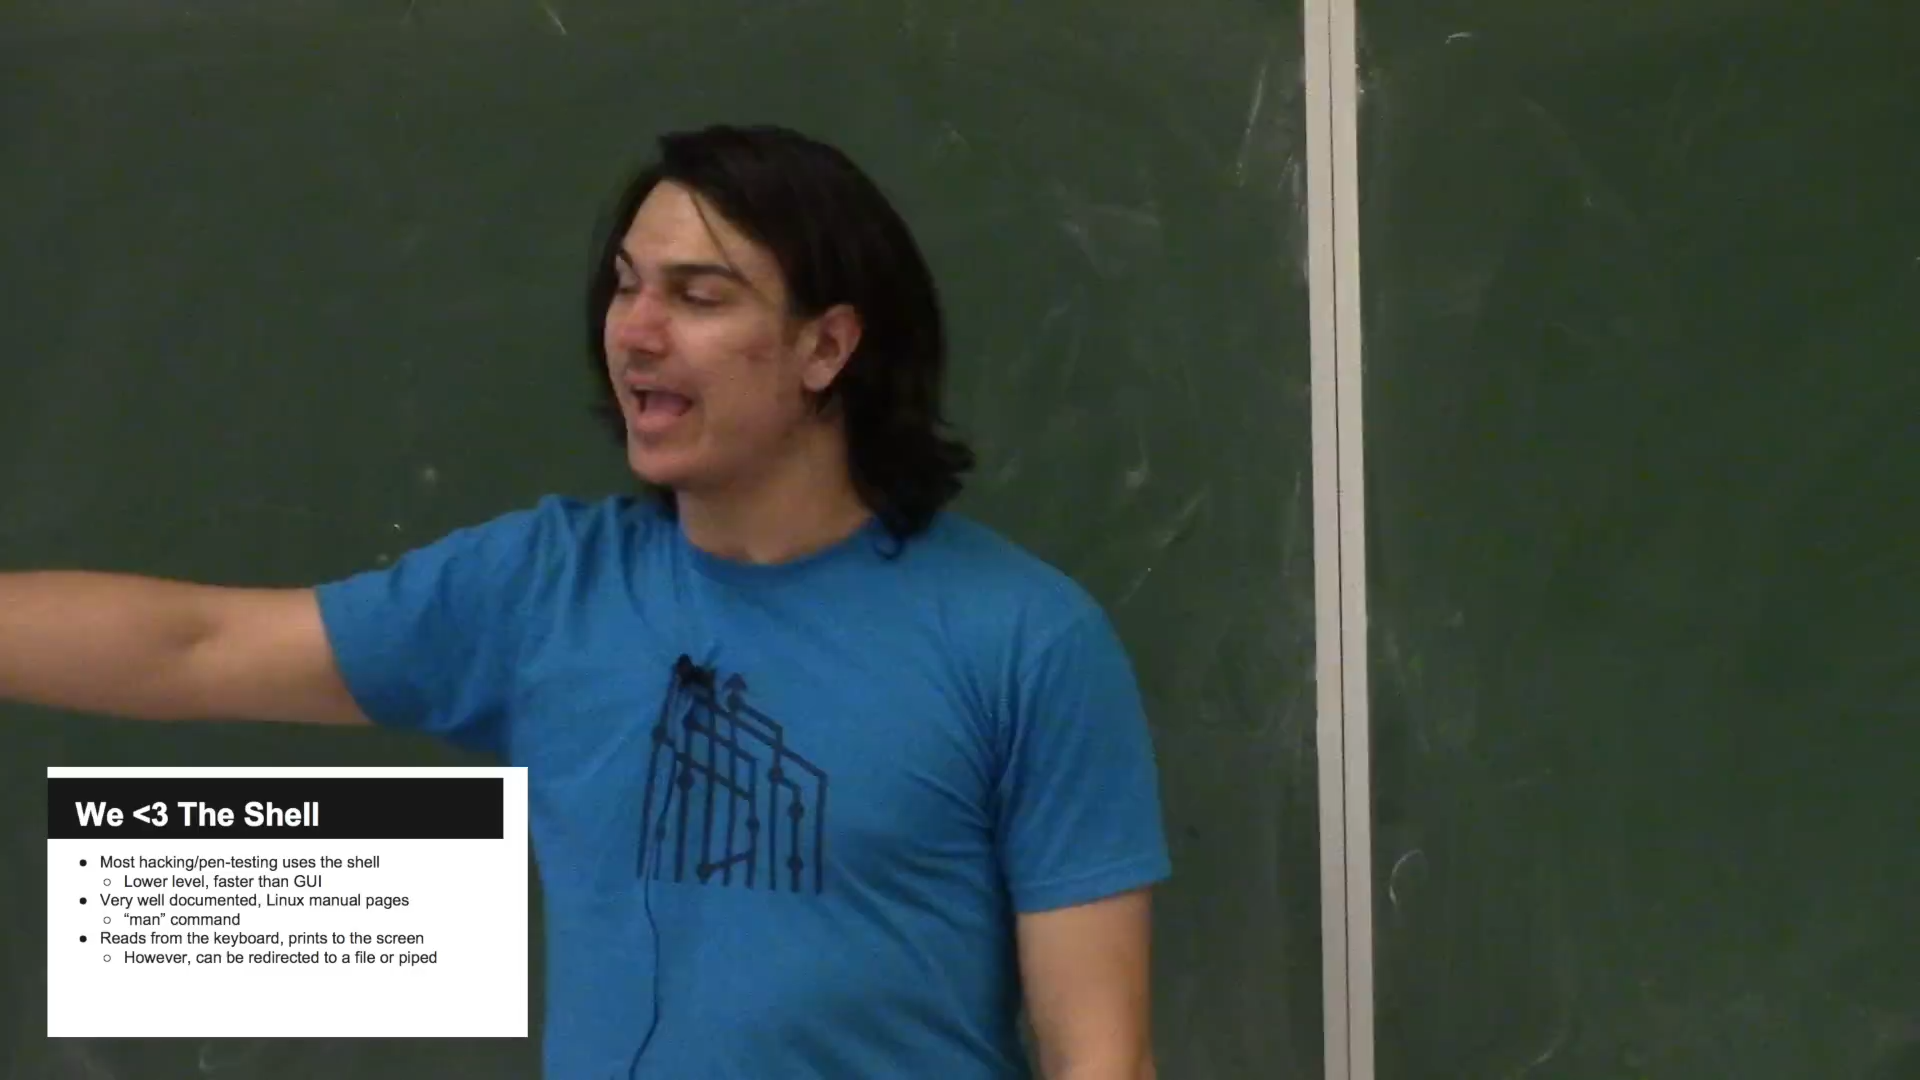 We <3 The Shell
● Most hacking/pen-testing uses the shell
○ Lower level, faster than GUI
● Very well documented, Linux manual pages
○ “man” command
● Reads from the keyboard, prints to the screen
○ However, can be redirected to a file or piped